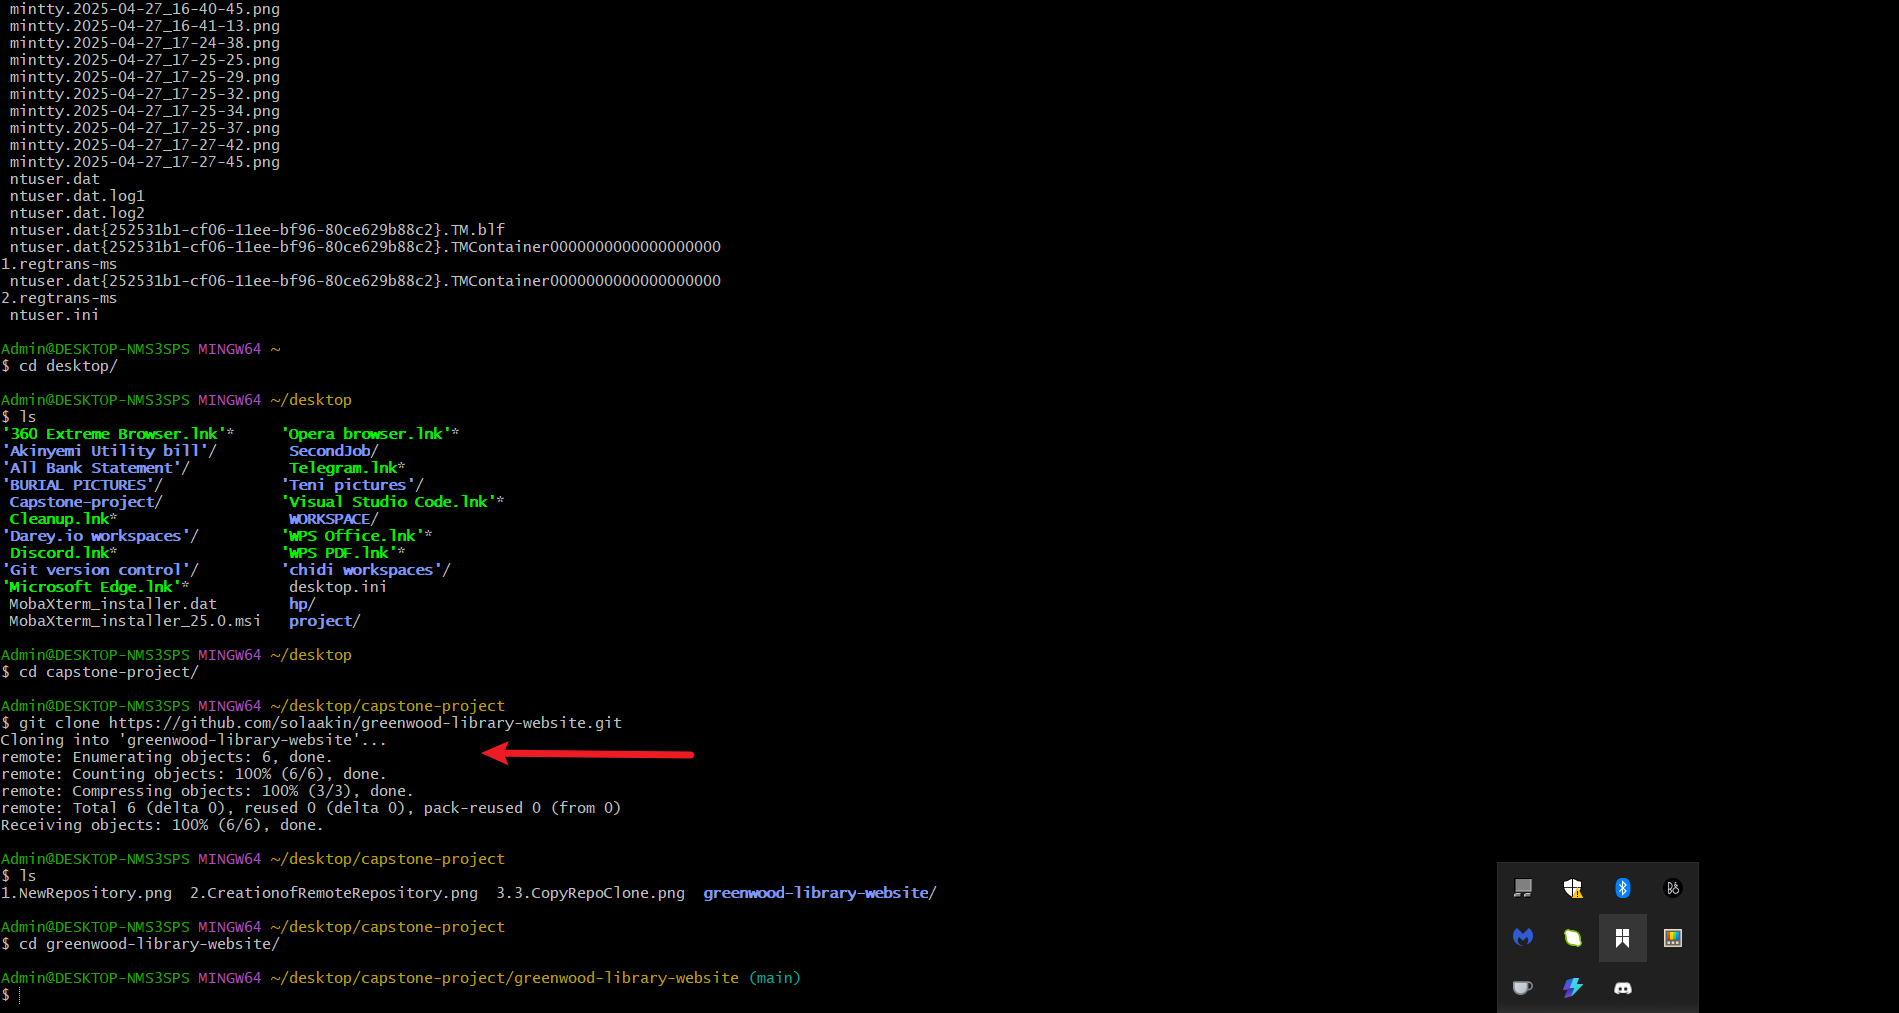 mintty.2025-04-27_16-40-45.png
mintty.2025-04-27_16-41-13.png
mintty.2025-04-27_17-24-38.png
mintty.2025-04-27_17-25-25.png
mintty.2025-04-27_17-25-29.png
mintty.2025-04-27_17-25-32.png
mintty.2025-04-27_17-25-34.png
mintty.2025-04-27_17-25-37.png
mintty.2025-04-27_17-27-42.png
mintty.2025-04-27_17-27-45.png
ntuser.dat
ntuser.dat.log1
ntuser.dat.log2
ntuser.dat{252531b1-cf06-11ee-bf96-80ce629b88c2}.TM.blf
ntuser.dat{252531b1-cf06-11ee-bf96-80ce629b88c2}.TMContainer0000000000000000000
1.regtrans-ms
ntuser.dat{252531b1-cf06-11ee-bf96-80ce629b88c2}.TMContainer0000000000000000000
2.regtrans-ms
ntuser.ini
Admin@DESKTOP-NMS3SPS MINGW64 ~
$ cd desktop/
Admin@DESKTOP-NMS3SPS MINGW64 ~/desktop
$ ls
'360 Extreme Browser.lnk'* 'Opera browser.lnk'*
'Akinyemi Utility bill'/ SecondJob/
'All Bank Statement'/ Telegram.lnk*
'BURIAL PICTURES'/ 'Teni pictures'/
Capstone-project/ 'Visual Studio Code.lnk'*
Cleanup.lnk* WORKSPACE/
'Darey.io workspaces'/ 'WPS Office.lnk'*
Discord.lnk* 'WPS PDF.lnk'*
'Git version control'/ 'chidi workspaces'/
'Microsoft Edge.lnk'* desktop.ini
MobaXterm_installer.dat hp/
MobaXterm_installer_25.0.msi project/
Admin@DESKTOP-NMS3SPS MINGW64 ~/desktop
$ cd capstone-project/
Admin@DESKTOP-NMS3SPS MINGW64 ~/desktop/capstone-project
$ git clone https://github.com/solaakin/greenwood-library-website.git
Cloning into 'greenwood-library-website'...
remote: Enumerating objects: 6, done.
remote: Counting objects: 100% (6/6), done.
remote: Compressing objects: 100% (3/3), done.
remote: Total 6 (delta 0), reused 0 (delta 0), pack-reused 0 (from 0)
Receiving objects: 100% (6/6), done.
Admin@DESKTOP-NMS3SPS MINGW64 ~/desktop/capstone-project
$ ls
1.NewRepository.png 2.CreationofRemoteRepository.png 3.3.CopyRepoClone.png greenwood-library-website/
Admin@DESKTOP-NMS3SPS MINGW64 ~/desktop/capstone-project
$ cd greenwood-library-website/
Admin@DESKTOP-NMS3SPS MINGW64 ~/desktop/capstone-project/greenwood-library-website (main)
$